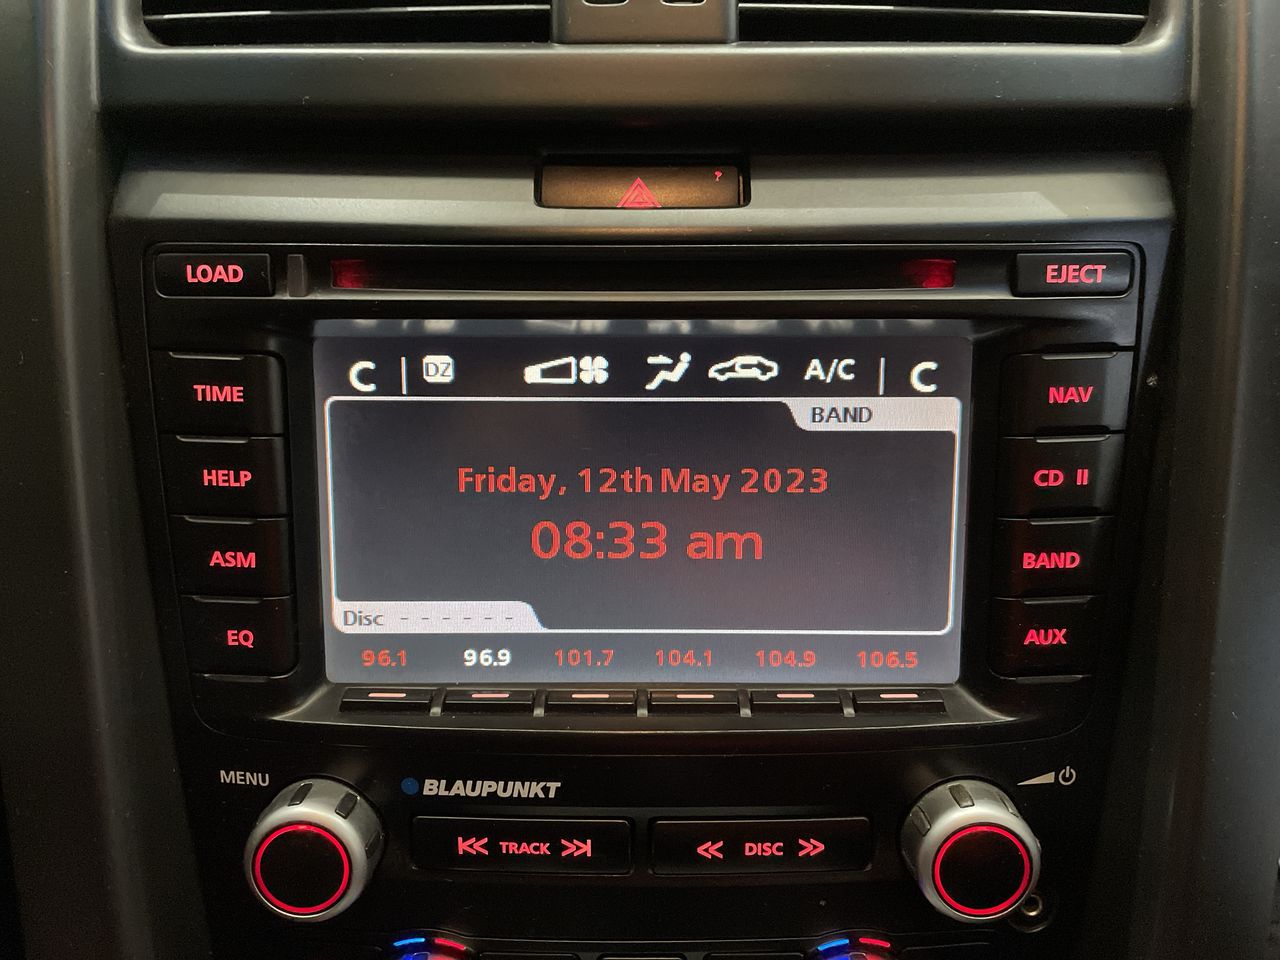 LOAD
EJECT
C | DZ A/C | C
TIME
NAV
BAND
HELP
CD II
Friday, 12th May 2023
08:33 am
ASM
BAND
EQ
AUX
Disc - - - - - -
96.1 96.9 101.7 104.1 104.9 106.5
MENU
BLAUPUNKT
TRACK
DISC